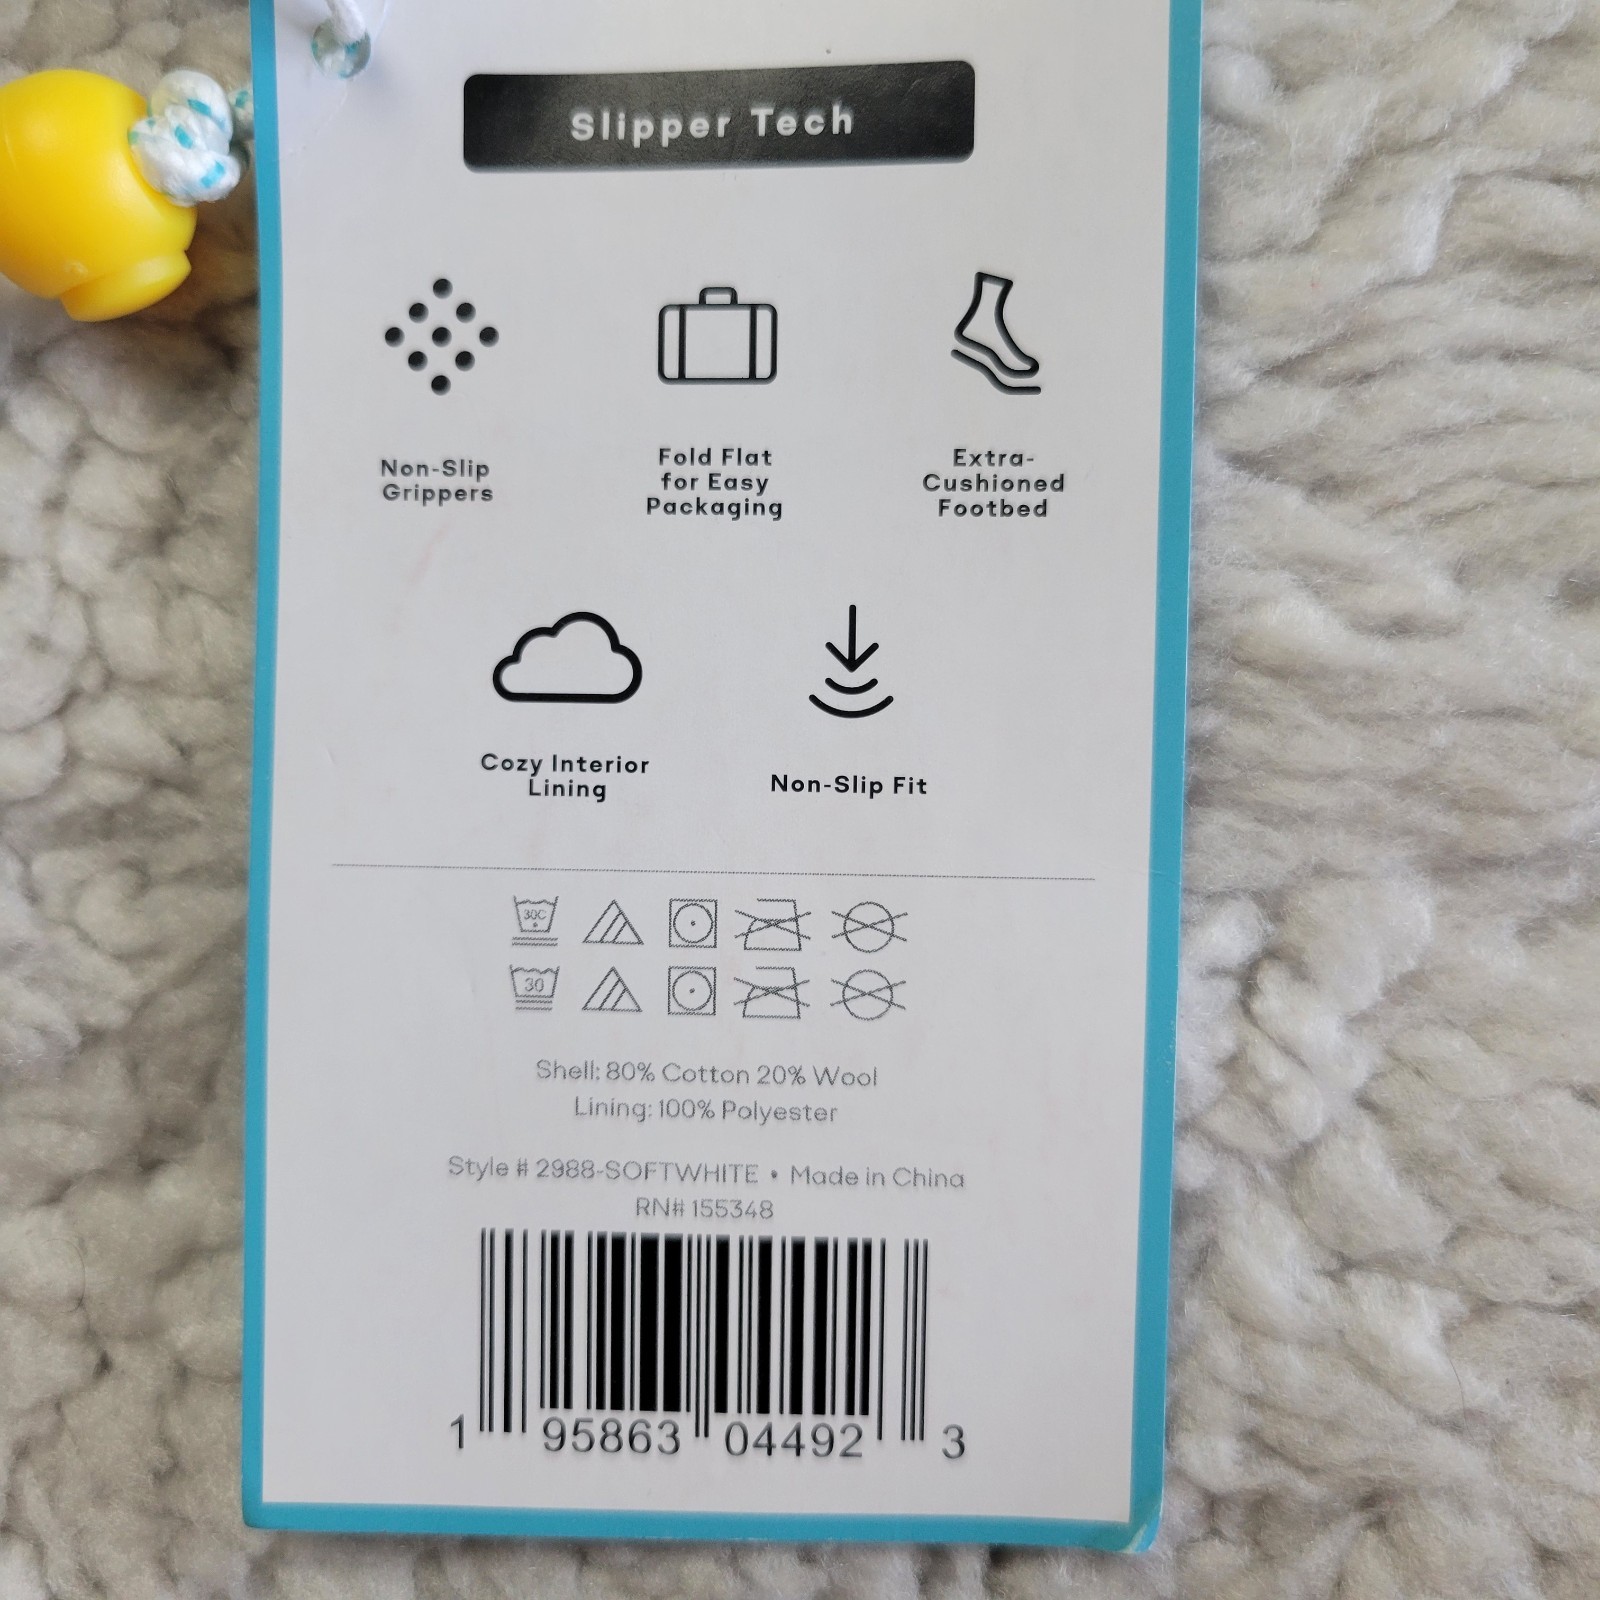 Slipper Tech
Non-Slip
Grippers
Fold Flat
for Easy
Packaging
Extra-
Cushioned
Footbed
Cozy Interior
Lining
Non-Slip Fit
30C
30
Shell: 80% Cotton 20% Wool
Lining: 100% Polyester
Style # 2988-SOFTWHITE • Made in China
RN# 155348
1 95863 04492 3